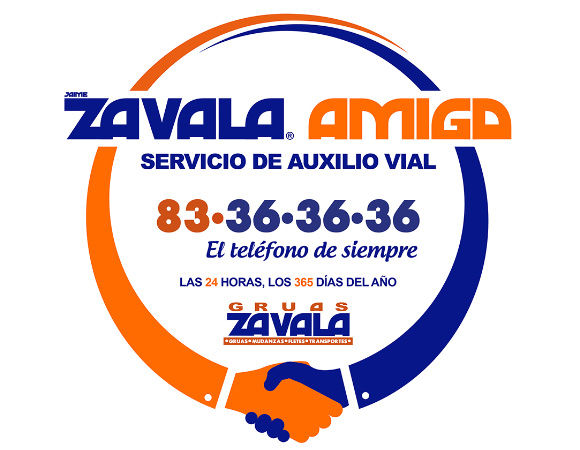 JAIME
ZAVALA® AMIGO
SERVICIO DE AUXILIO VIAL
83•36•36•36
El teléfono de siempre
LAS 24 HORAS, LOS 365 DÍAS DEL AÑO
GRUAS
ZAVALA
•GRUAS•MUDANZAS•FLETES•TRANSPORTES•